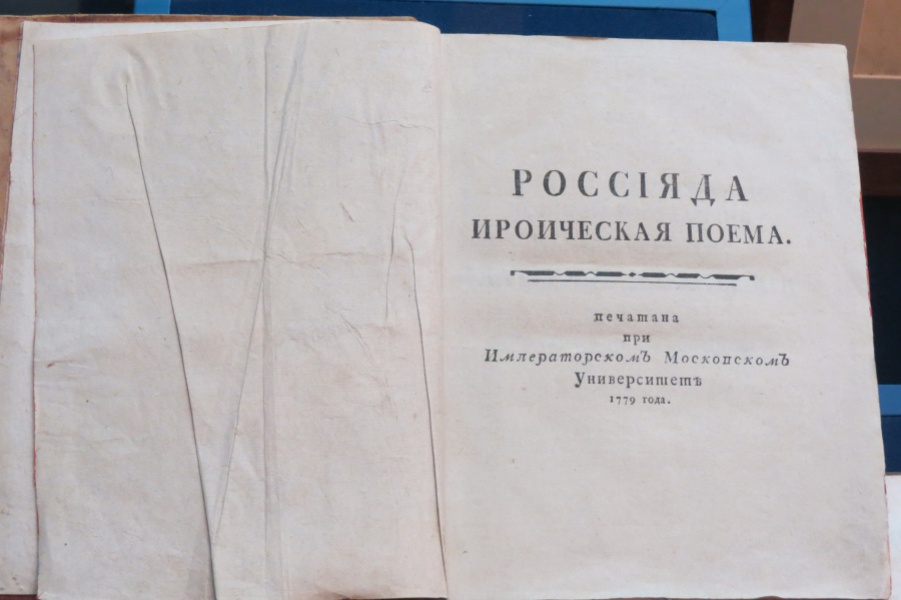 РОССІЯДА
ИРОИЧЕСКАЯ ПОЕМА.
печатана
при
Императорскомъ Московскомъ
Университетѣ
1779 года.